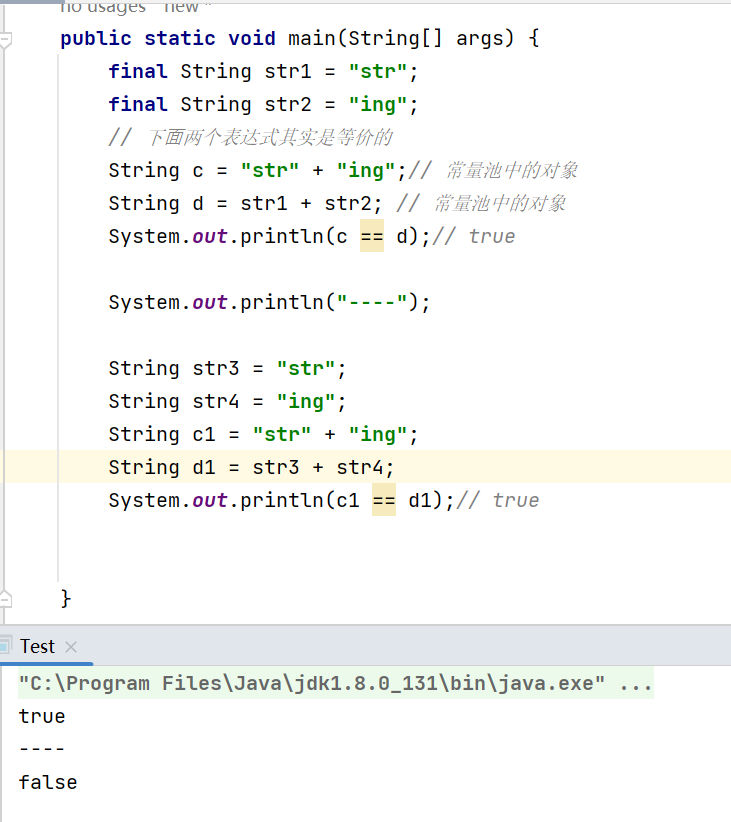 no usages   new *
public static void main(String[] args) {
final String str1 = "str";
final String str2 = "ing";
// 下面两个表达式其实是等价的
String c = "str" + "ing";// 常量池中的对象
String d = str1 + str2; // 常量池中的对象
System.out.println(c == d);// true
System.out.println("----");
String str3 = "str";
String str4 = "ing";
String c1 = "str" + "ing";
String d1 = str3 + str4;
System.out.println(c1 == d1);// true
}
Test
"C:\Program Files\Java\jdk1.8.0_131\bin\java.exe" ...
true
----
false